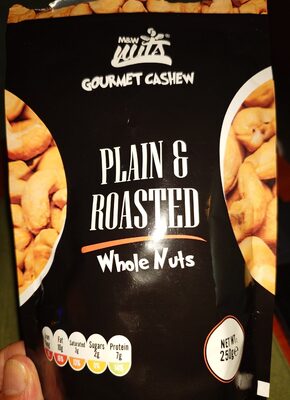 M&W
nuts®
GOURMET CASHEW
PLAIN &
ROASTED
Whole Nuts
Fat
Saturated
Sugars
2g
Protein
7g
NET WT.
250g e